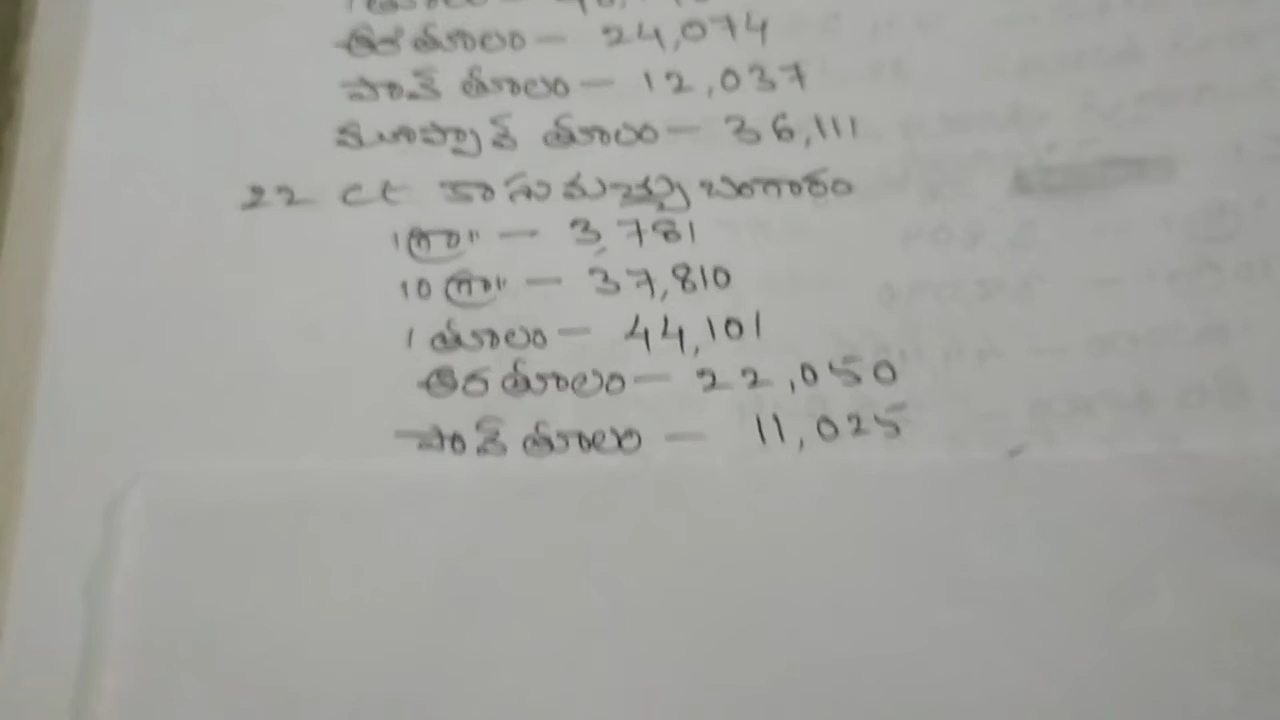 అర తులం - 24,074
పావ్ తులం - 12,037
ముప్పావ్ తులం - 36,111
22 Ct కాసుమచ్చు బంగారం
1 గ్రా" - 3,781
10 గ్రా" - 37,810
1 తులం - 44,101
అర తులం - 22,050
పావ్ తులం - 11,025